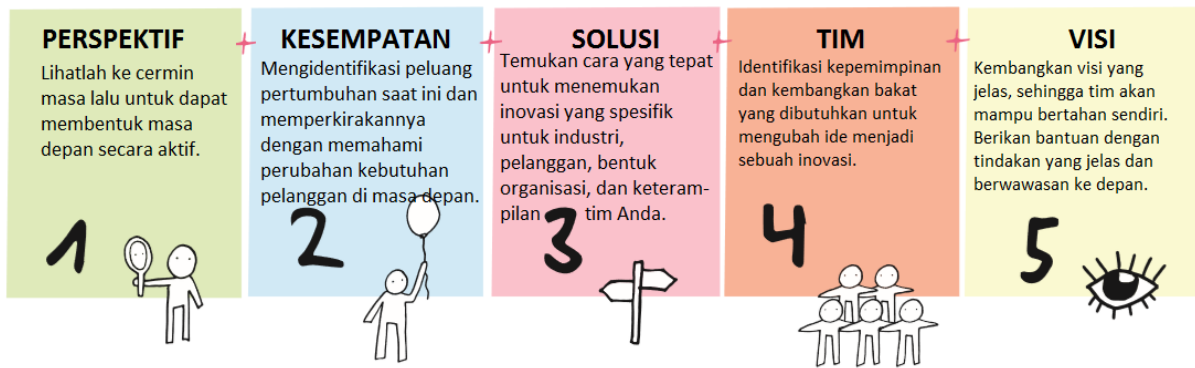 PERSPEKTIF
Lihatlah ke cermin
masa lalu untuk dapat
membentuk masa
depan secara aktif.
1
KESEMPATAN
Mengidentifikasi peluang
pertumbuhan saat ini dan
memperkirakannya
dengan memahami
perubahan kebutuhan
pelanggan di masa depan.
2
SOLUSI
Temukan cara yang tepat
untuk menemukan
inovasi yang spesifik
untuk industri,
pelanggan, bentuk
organisasi, dan keteram-
pilan tim Anda.
3
TIM
Identifikasi kepemimpinan
dan kembangkan bakat
yang dibutuhkan untuk
mengubah ide menjadi
sebuah inovasi.
4
VISI
Kembangkan visi yang
jelas, sehingga tim akan
mampu bertahan sendiri.
Berikan bantuan dengan
tindakan yang jelas dan
berwawasan ke depan.
5